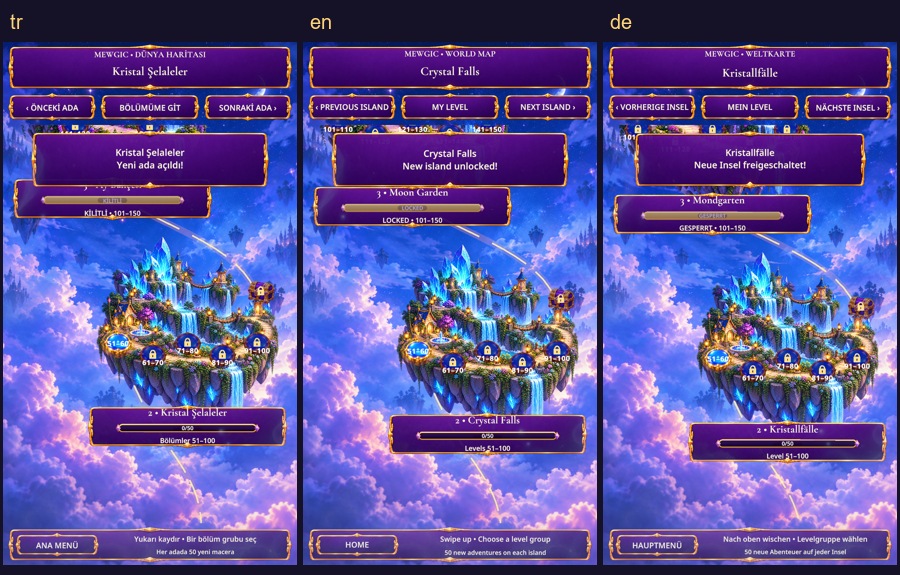 tr
MEWGIC • DÜNYA HARİTASI
Kristal Şelaleler
‹ ÖNCEKİ ADA
BÖLÜMÜME GİT
SONRAKİ ADA ›
Kristal Şelaleler
Yeni ada açıldı!
KİLİTLİ
KİLİTLİ • 101–150
51–60
61–70
71–80
81–90
91–100
2 • Kristal Şelaleler
0/50
Bölümler 51–100
ANA MENÜ
Yukarı kaydır • Bir bölüm grubu seç
Her adada 50 yeni macera
en
MEWGIC • WORLD MAP
Crystal Falls
‹ PREVIOUS ISLAND
MY LEVEL
NEXT ISLAND ›
101–110
121–130
141–150
Crystal Falls
New island unlocked!
3 • Moon Garden
LOCKED
LOCKED • 101–150
51–60
61–70
71–80
81–90
91–100
2 • Crystal Falls
0/50
Levels 51–100
HOME
Swipe up • Choose a level group
50 new adventures on each island
de
MEWGIC • WELTKARTE
Kristallfälle
‹ VORHERIGE INSEL
MEIN LEVEL
NÄCHSTE INSEL ›
101–110
Kristallfälle
Neue Insel freigeschaltet!
3 • Mondgarten
GESPERRT
GESPERRT • 101–150
51–60
61–70
71–80
81–90
91–100
2 • Kristallfälle
0/50
Level 51–100
HAUPTMENÜ
Nach oben wischen • Levelgruppe wählen
50 neue Abenteuer auf jeder Insel